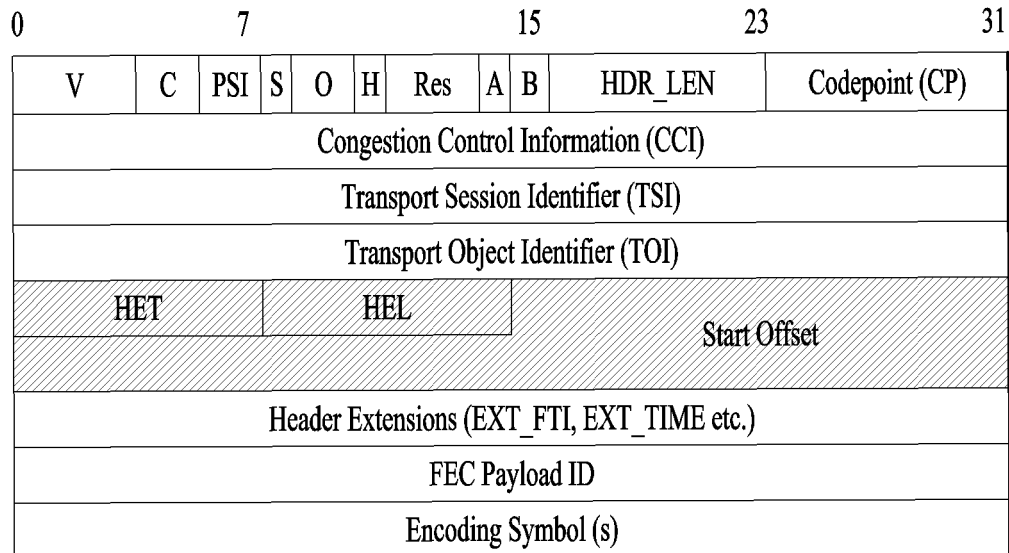 0 7 15 23 31
V C PSI S O H Res A B HDR_LEN Codepoint (CP)
Congestion Control Information (CCI)
Transport Session Identifier (TSI)
Transport Object Identifier (TOI)
HET HEL
Start Offset
Header Extensions (EXT_FTI, EXT_TIME etc.)
FEC Payload ID
Encoding Symbol (s)